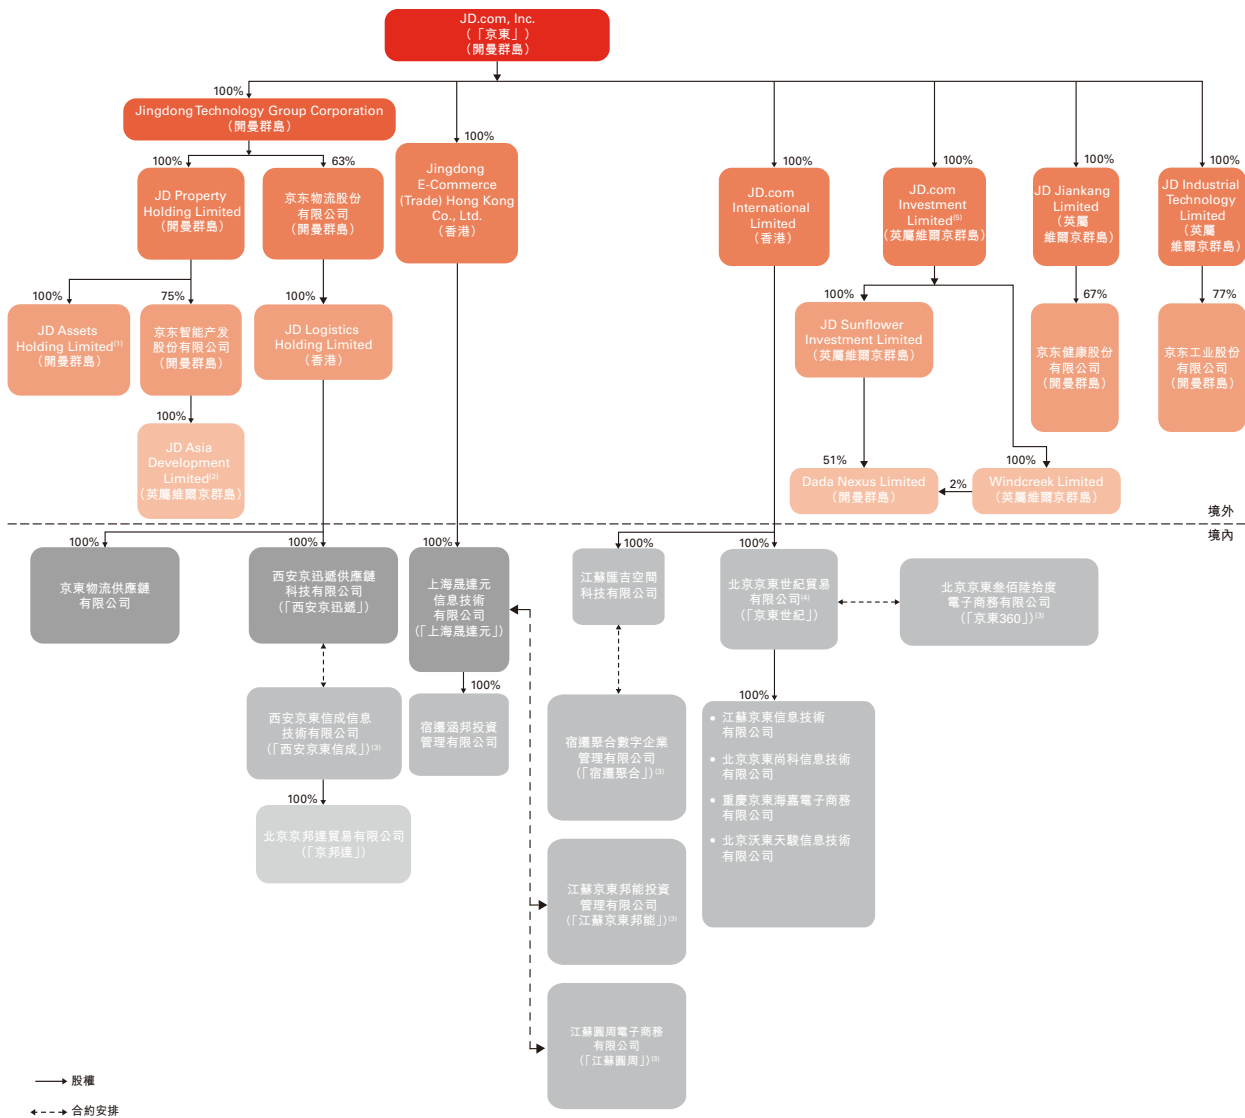 JD.com, Inc.
(「京東」)
(開曼群島)
100%
Jingdong Technology Group Corporation
(開曼群島)
100%
63%
100%
100%
100%
100%
100%
JD Property
Holding Limited
(開曼群島)
京东物流股份
有限公司
(開曼群島)
Jingdong
E-Commerce
(Trade) Hong Kong
Co., Ltd.
(香港)
JD.com
International
Limited
(香港)
JD.com
Investment
Limited(5)
(英屬維爾京群島)
JD Jiankang
Limited
(英屬
維爾京群島)
JD Industrial
Technology
Limited
(英屬
維爾京群島)
100%
75%
100%
100%
67%
77%
JD Assets
Holding Limited(1)
(開曼群島)
京东智能产发
股份有限公司
(開曼群島)
JD Logistics
Holding Limited
(香港)
JD Sunflower
Investment Limited
(英屬維爾京群島)
京东健康股份
有限公司
(開曼群島)
京东工业股份
有限公司
(開曼群島)
100%
JD Asia
Development
Limited(2)
(英屬維爾京群島)
51%
Dada Nexus Limited
(開曼群島)
2%
100%
Windcreek Limited
(英屬維爾京群島)
境外
境內
100%
100%
100%
100%
100%
京東物流供應鏈
有限公司
西安京迅遞供應鏈
科技有限公司
(「西安京迅遞」)
上海晟達元
信息技術
有限公司
(「上海晟達元」)
江蘇匯吉空間
科技有限公司
北京京東世紀貿易
有限公司(4)
(「京東世紀」)
北京京東叁佰陸拾度
電子商務有限公司
(「京東360」)(3)
西安京東信成信息
技術有限公司
(「西安京東信成」)(3)
100%
宿遷涵邦投資
管理有限公司
宿遷聚合數字企業
管理有限公司
(「宿遷聚合」)(3)
100%
• 江蘇京東信息技術
有限公司
• 北京京東尚科信息技術
有限公司
• 重慶京東海嘉電子商務
有限公司
• 北京沃東天駿信息技術
有限公司
100%
北京京邦達貿易有限公司
(「京邦達」)
江蘇京東邦能投資
管理有限公司
(「江蘇京東邦能」)(3)
江蘇圓周電子商務
有限公司
(「江蘇圓周」)(3)
股權
合約安排